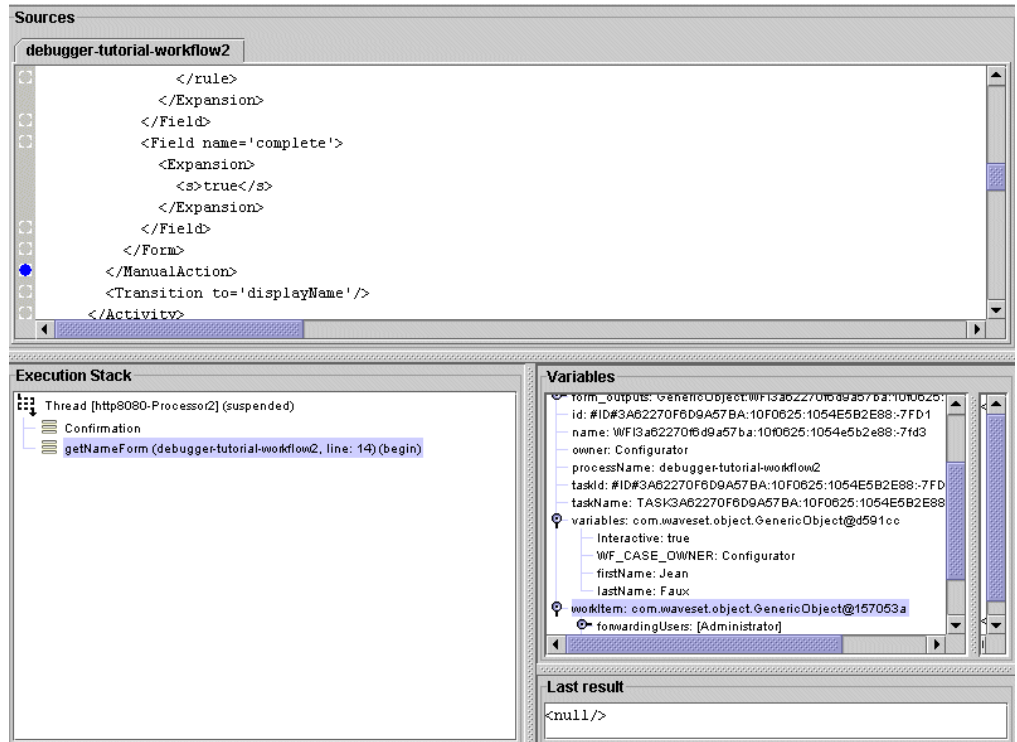 Sources
debugger-tutorial-workflow2
</rule>
</Expansion>
</Field>
<Field name='complete'>
<Expansion>
<s>true</s>
</Expansion>
</Field>
</Form>
</ManualAction>
<Transition to='displayName'/>
</Activity>
Execution Stack
Thread [http8080-Processor2] (suspended)
Confirmation
getNameForm (debugger-tutorial-workflow2, line: 14) (begin)
Variables
form_outputs: GenericObject:WFI3a62270f6d9a57ba:10f0625:
id: #ID#3A62270F6D9A57BA:10F0625:1054E5B2E88:-7FD1
name: WFI3a62270f6d9a57ba:10f0625:1054e5b2e88:-7fd3
owner: Configurator
processName: debugger-tutorial-workflow2
taskId: #ID#3A62270F6D9A57BA:10F0625:1054E5B2E88:-7FD
taskName: TASK3A62270F6D9A57BA:10F0625:1054E5B2E88
variables: com.waveset.object.GenericObject@d591cc
Interactive: true
WF_CASE_OWNER: Configurator
firstName: Jean
lastName: Faux
workItem: com.waveset.object.GenericObject@157053a
forwardingUsers: [Administrator]
Last result
<null/>